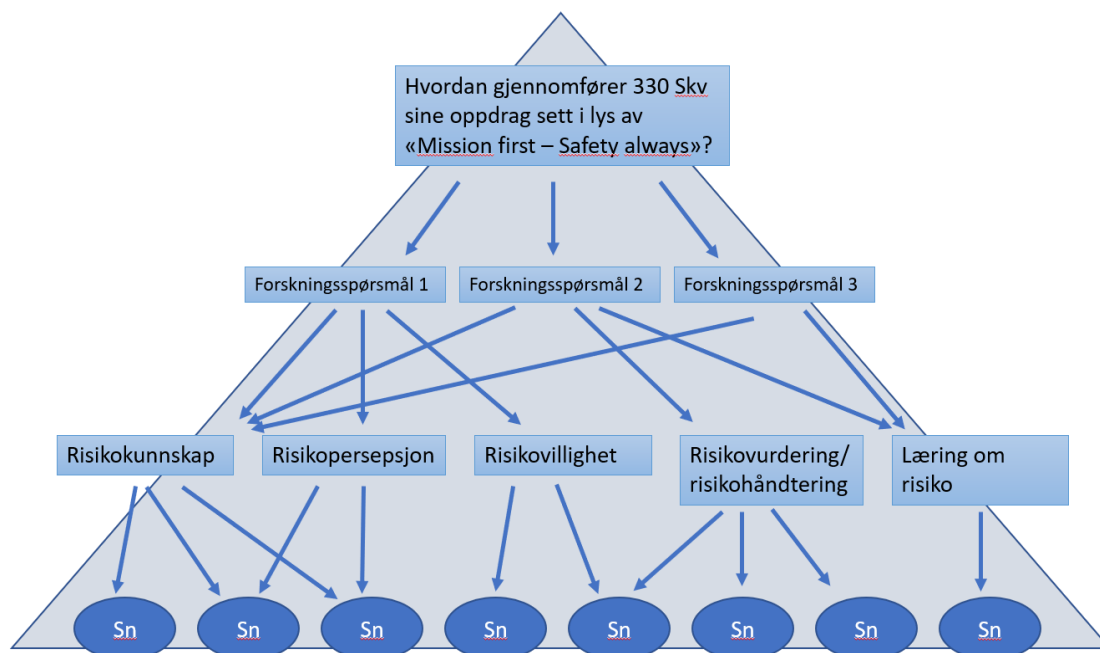 Hvordan gjennomfører 330 Skv
sine oppdrag sett i lys av
«Mission first – Safety always»?
Forskningsspørsmål 1
Forskningsspørsmål 2
Forskningsspørsmål 3
Risikokunnskap
Risikopersepsjon
Risikovillighet
Risikovurdering/
risikohåndtering
Læring om
risiko
Sn
Sn
Sn
Sn
Sn
Sn
Sn
Sn